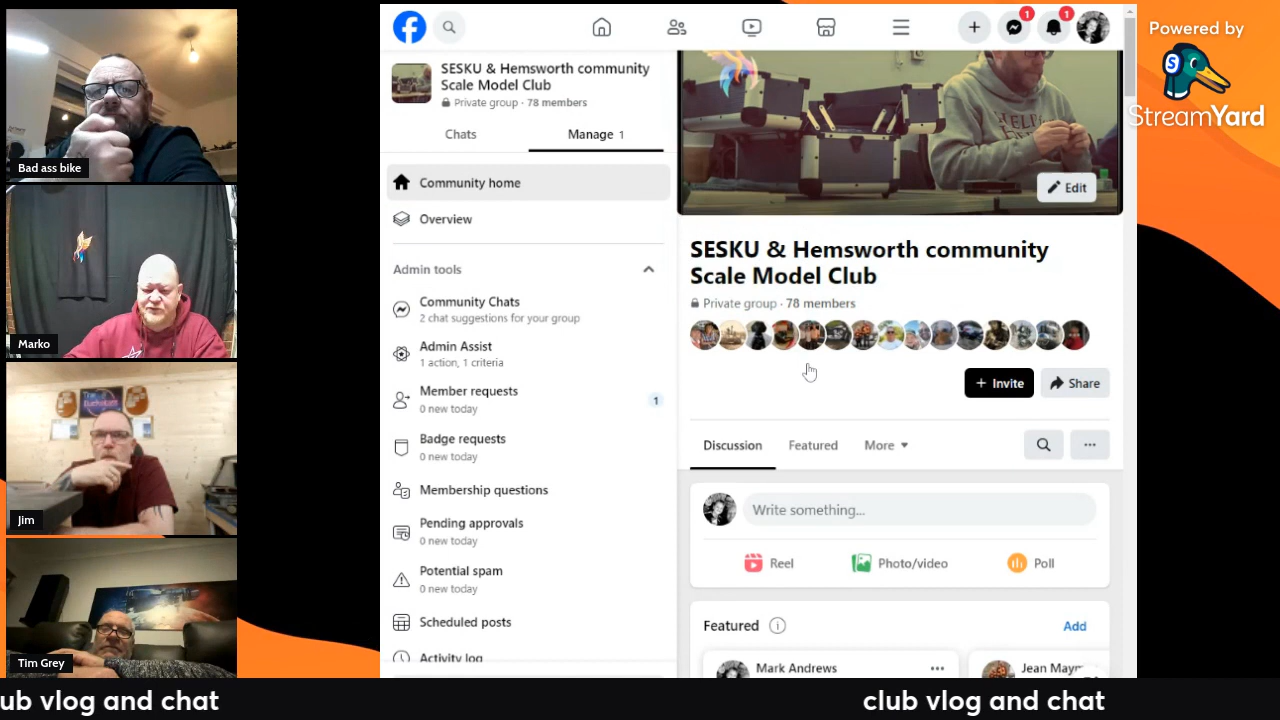 Bad ass bike
Marko
Jim
Tim Grey
SESKU & Hemsworth community
Scale Model Club
Private group · 78 members
Chats
Manage 1
Community home
Overview
Admin tools
Community Chats
2 chat suggestions for your group
Admin Assist
1 action, 1 criteria
Member requests
0 new today
1
Badge requests
0 new today
Membership questions
Pending approvals
0 new today
Potential spam
0 new today
Scheduled posts
Activity log
1
1
Edit
SESKU & Hemsworth community
Scale Model Club
Private group · 78 members
+ Invite
Share
Discussion
Featured
More
Write something...
Reel
Photo/video
Poll
Featured
Add
Mark Andrews
Powered by
StreamYard
ub vlog and chat
club vlog and chat